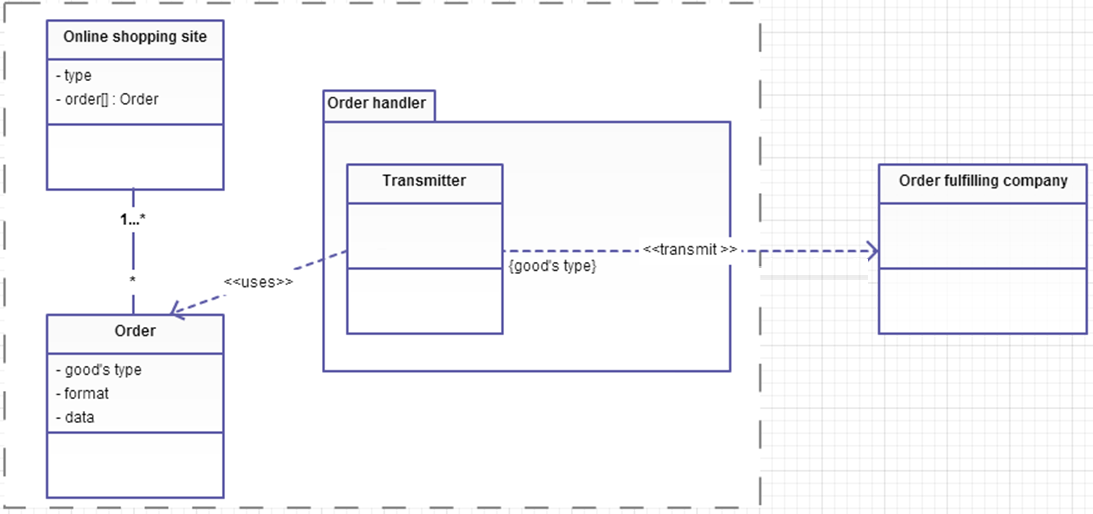 Online shopping site
- type
- order[] : Order
1...*
*
Order
- good's type
- format
- data
<<uses>>
Order handler
Transmitter
{good's type}
<<transmit >>
Order fulfilling company